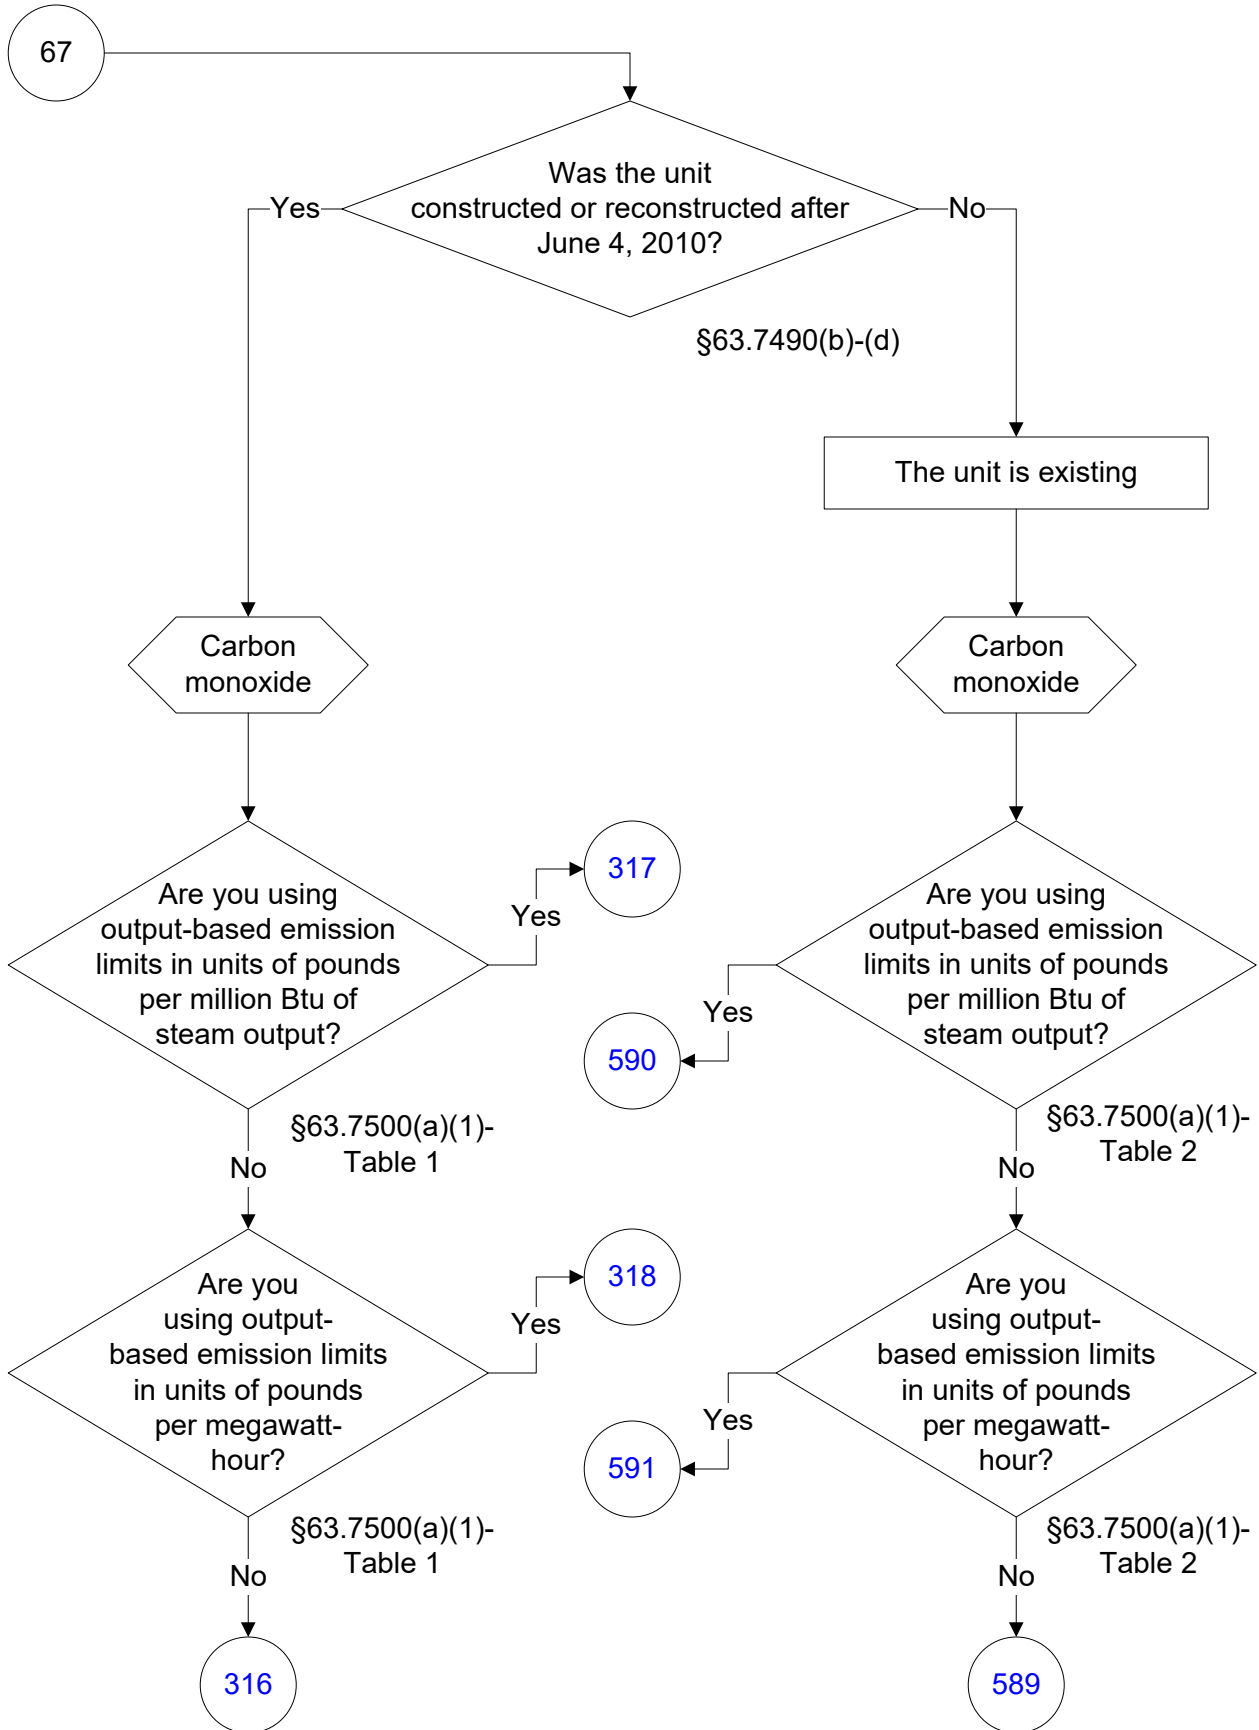 67
Was the unit
constructed or reconstructed after
June 4, 2010?
Yes
No
§63.7490(b)-(d)
The unit is existing
Carbon
monoxide
Carbon
monoxide
Are you using
output-based emission
limits in units of pounds
per million Btu of
steam output?
Yes
317
Are you using
output-based emission
limits in units of pounds
per million Btu of
steam output?
Yes
590
§63.7500(a)(1)-
Table 1
No
§63.7500(a)(1)-
Table 2
No
Are you
using output-
based emission limits
in units of pounds
per megawatt-
hour?
Yes
318
Are you
using output-
based emission limits
in units of pounds
per megawatt-
hour?
Yes
591
§63.7500(a)(1)-
Table 1
No
§63.7500(a)(1)-
Table 2
No
316
589